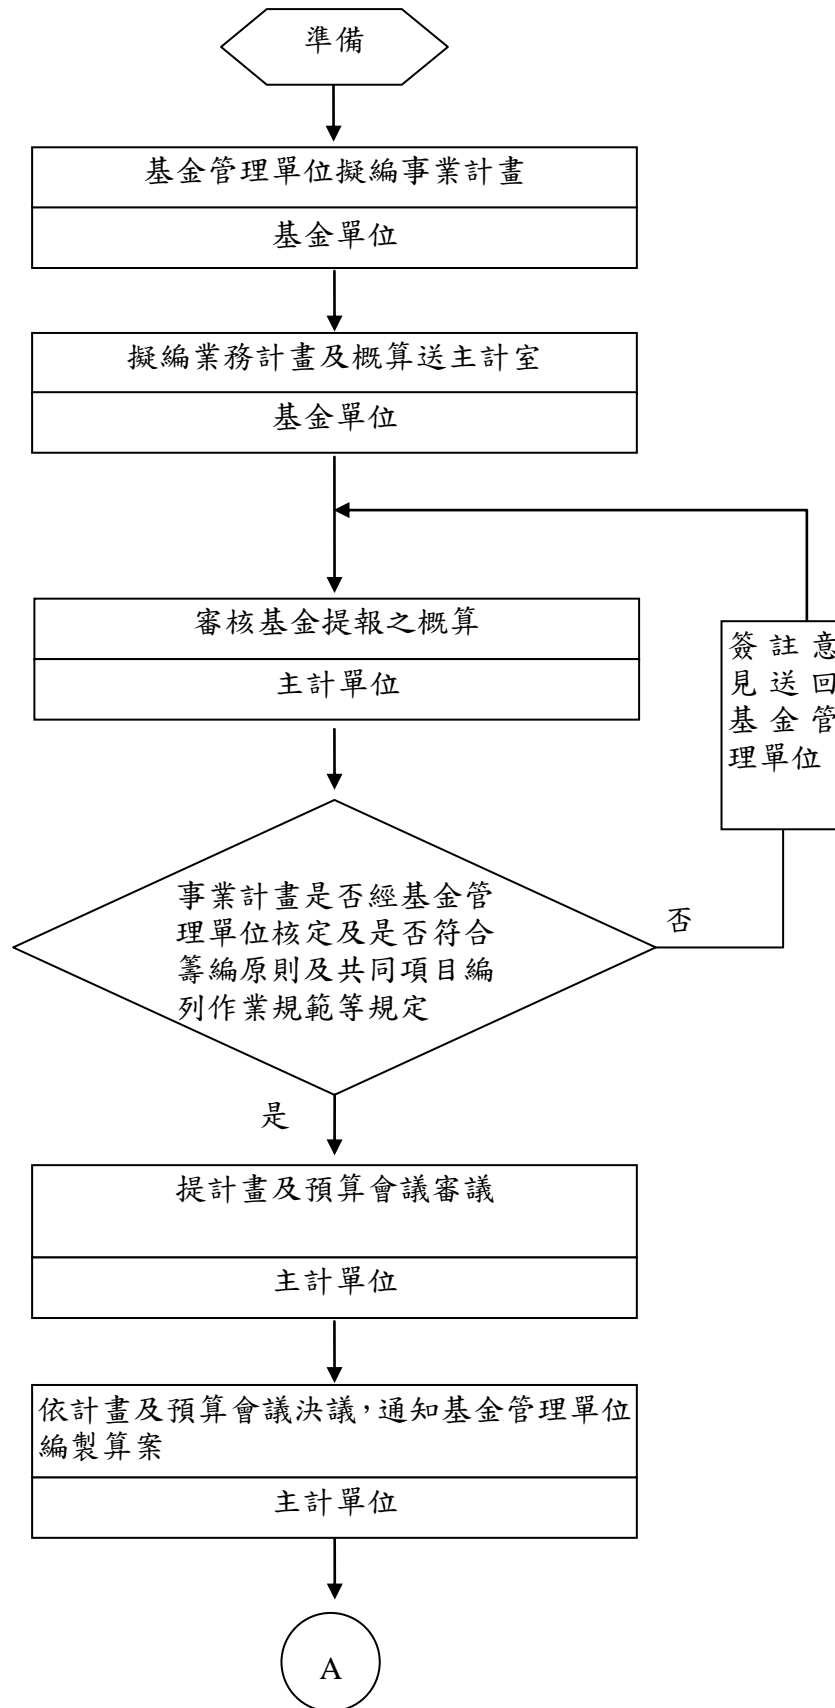 準備
基金管理單位擬編事業計畫
基金單位
擬編業務計畫及概算送主計室
基金單位
審核基金提報之概算
主計單位
簽註意
見送回
基金管
理單位
事業計畫是否經基金管
理單位核定及是否符合
籌編原則及共同項目編
列作業規範等規定
否
是
提計畫及預算會議審議
主計單位
依計畫及預算會議決議，通知基金管理單位
編製算案
主計單位
A